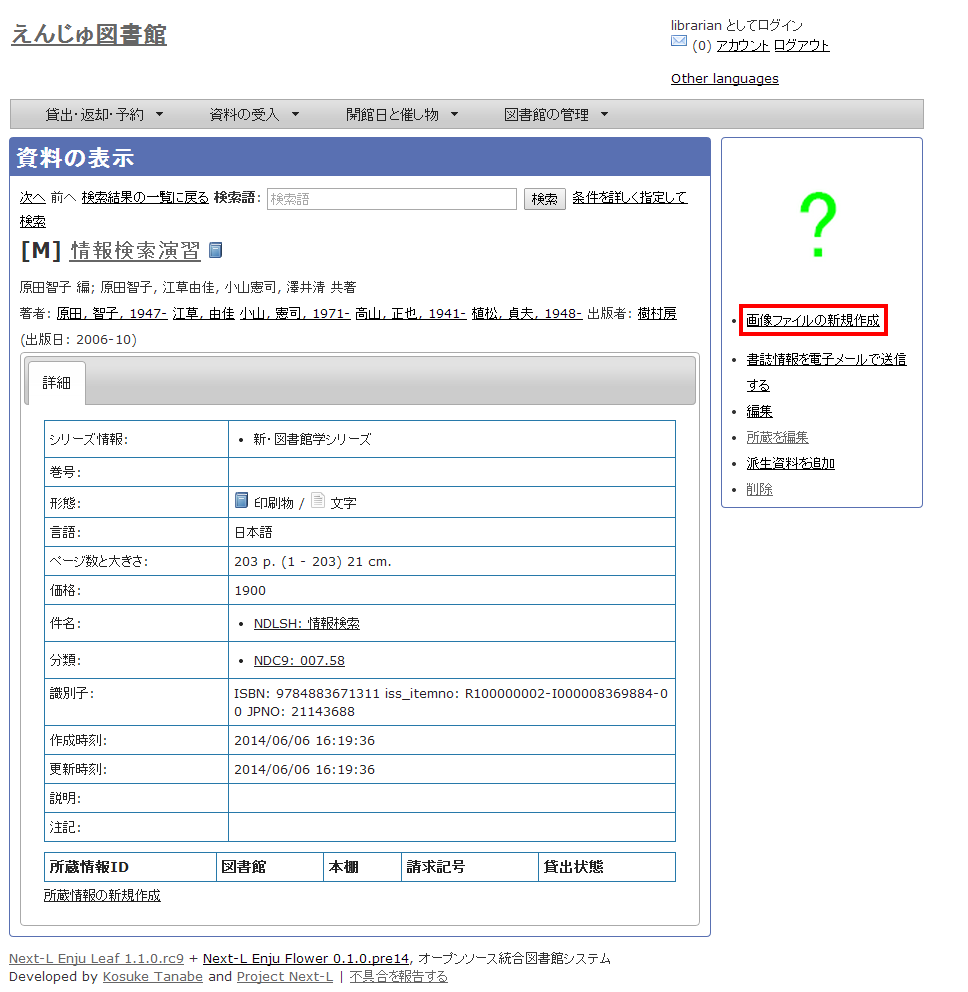 えんじゅ図書館
librarian としてログイン
(0) アカウント ログアウト
Other languages
貸出・返却・予約 ▼ 資料の受入 ▼ 開館日と催し物 ▼ 図書館の管理 ▼
資料の表示
次へ 前へ 検索結果の一覧に戻る 検索語: 検索語 検索 条件を詳しく指定して
検索
[M] 情報検索演習
原田智子 編; 原田智子, 江草由佳, 小山憲司, 澤井清 共著
著者: 原田, 智子, 1947- 江草, 由佳 小山, 憲司, 1971- 高山, 正也, 1941- 植松, 貞夫, 1948- 出版者: 樹村房
(出版日: 2006-10)
詳細
シリーズ情報: • 新・図書館学シリーズ
巻号:
形態: 印刷物 / 文字
言語: 日本語
ページ数と大きさ: 203 p. (1 - 203) 21 cm.
価格: 1900
件名: • NDLSH: 情報検索
分類: • NDC9: 007.58
識別子: ISBN: 9784883671311 iss_itemno: R100000002-I000008369884-0
0 JPNO: 21143688
作成時刻: 2014/06/06 16:19:36
更新時刻: 2014/06/06 16:19:36
説明:
注記:
所蔵情報ID 図書館 本棚 請求記号 貸出状態
所蔵情報の新規作成
?
• 画像ファイルの新規作成
• 書誌情報を電子メールで送信
する
• 編集
• 所蔵を編集
• 派生資料を追加
• 削除
Next-L Enju Leaf 1.1.0.rc9 + Next-L Enju Flower 0.1.0.pre14, オープンソース統合図書館システム
Developed by Kosuke Tanabe and Project Next-L | 不具合を報告する